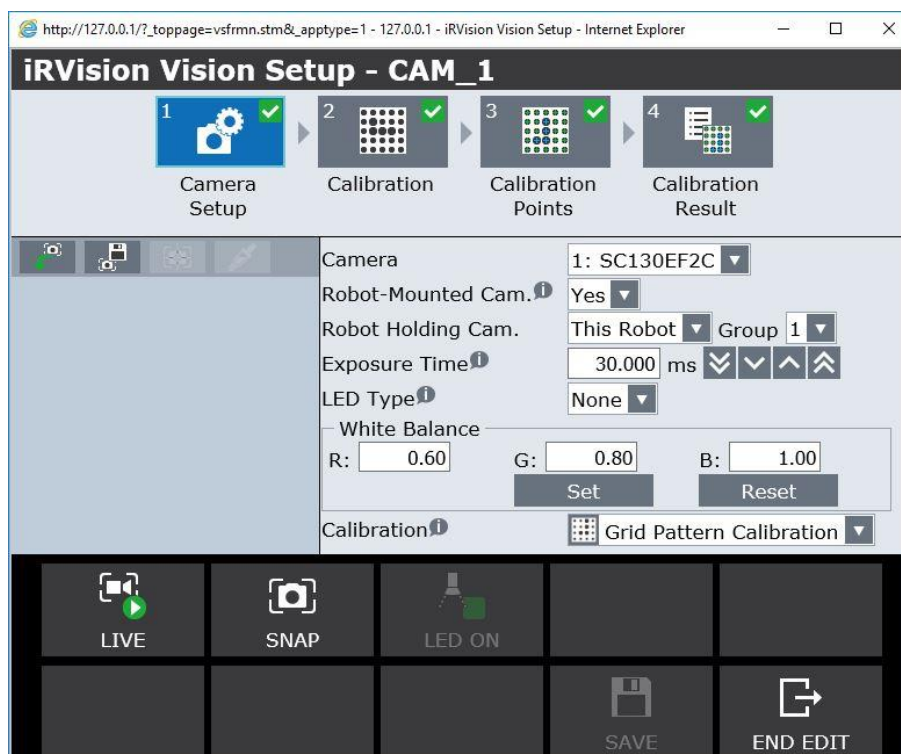 http://127.0.0.1/?_toppage=vsfrmn.stm&_apptype=1 - 127.0.0.1 - iRVision Vision Setup - Internet Explorer
iRVision Vision Setup - CAM_1
1 2 3 4
Camera Setup
Calibration
Calibration Points
Calibration Result
Camera 1: SC130EF2C
Robot-Mounted Cam. Yes
Robot Holding Cam. This Robot Group 1
Exposure Time 30.000 ms
LED Type None
White Balance
R: 0.60 G: 0.80 B: 1.00
Set Reset
Calibration Grid Pattern Calibration
LIVE SNAP LED ON
SAVE END EDIT